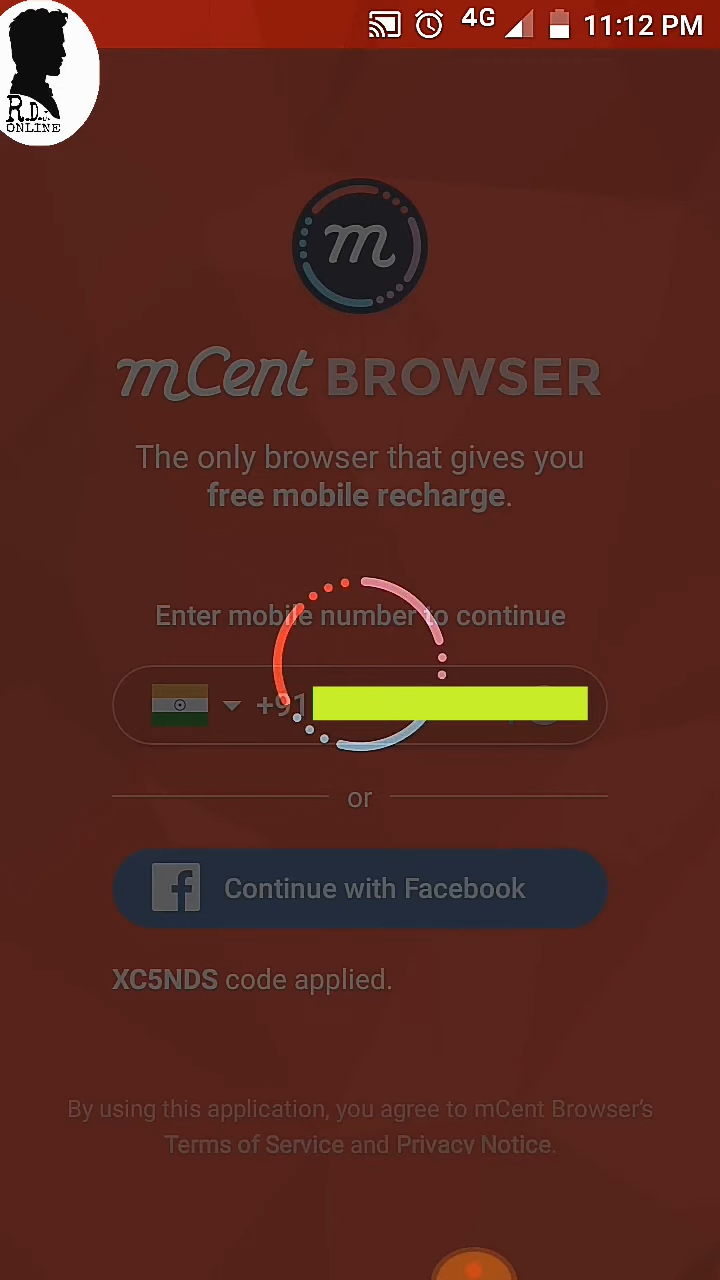 4G 11:12 PM
R.D.
ONLINE
m
mCent BROWSER
The only browser that gives you
free mobile recharge.
Enter mobile number to continue
+91
or
f Continue with Facebook
XC5NDS code applied.
By using this application, you agree to mCent Browser's
Terms of Service and Privacy Notice.